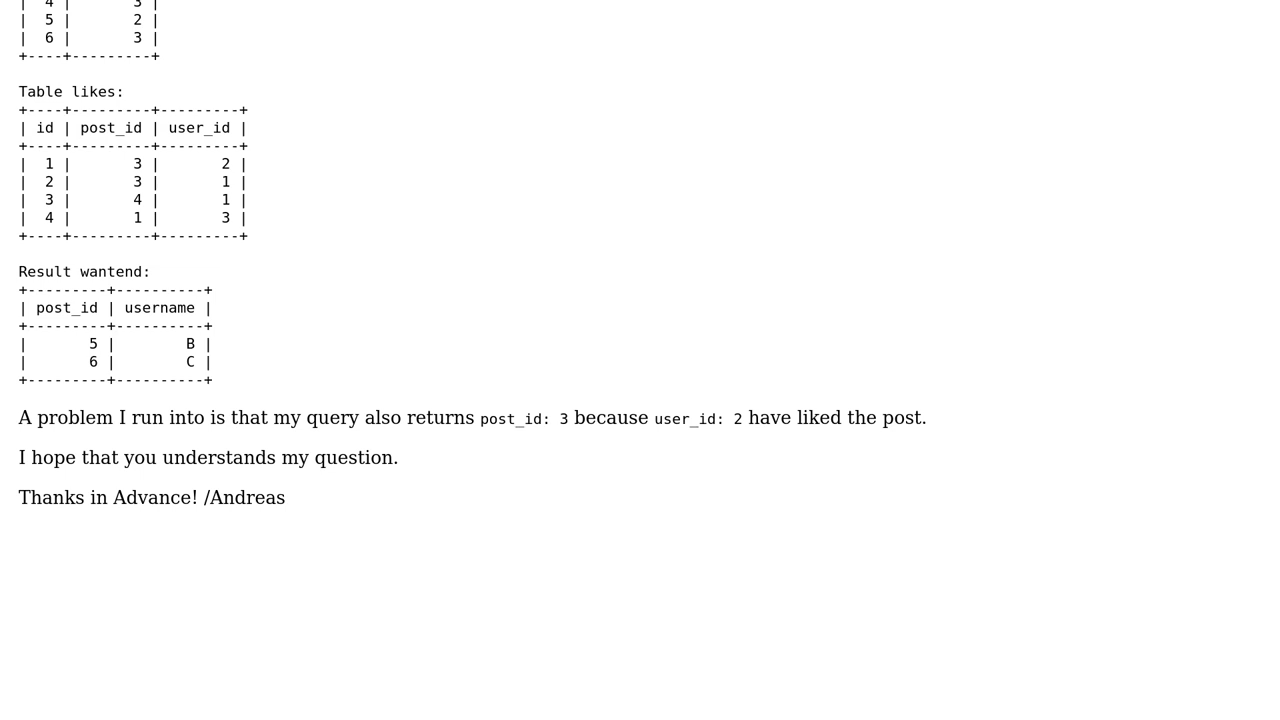 |  4 |       3 |
|  5 |       2 |
|  6 |       3 |
+----+---------+
Table likes:
+----+---------+---------+
| id | post_id | user_id |
+----+---------+---------+
|  1 |       3 |       2 |
|  2 |       3 |       1 |
|  3 |       4 |       1 |
|  4 |       1 |       3 |
+----+---------+---------+
Result wantend:
+---------+----------+
| post_id | username |
+---------+----------+
|       5 |        B |
|       6 |        C |
+---------+----------+
A problem I run into is that my query also returns post_id: 3 because user_id: 2 have liked the post.
I hope that you understands my question.
Thanks in Advance! /Andreas